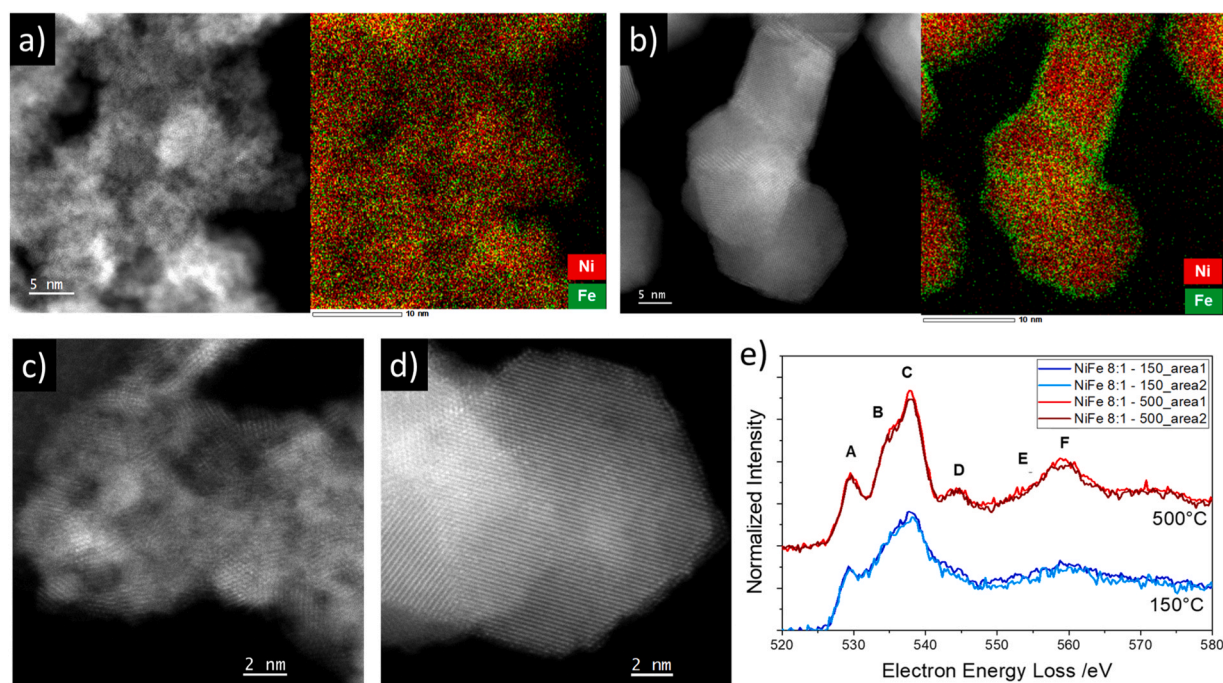 a)
5 nm
10 nm
Ni
Fe
b)
5 nm
10 nm
Ni
Fe
c)
2 nm
d)
2 nm
e)
NiFe 8:1 - 150_area1
NiFe 8:1 - 150_area2
NiFe 8:1 - 500_area1
NiFe 8:1 - 500_area2
C
B
A
D
E
F
500°C
150°C
Normalized Intensity
520 530 540 550 560 570 580
Electron Energy Loss /eV